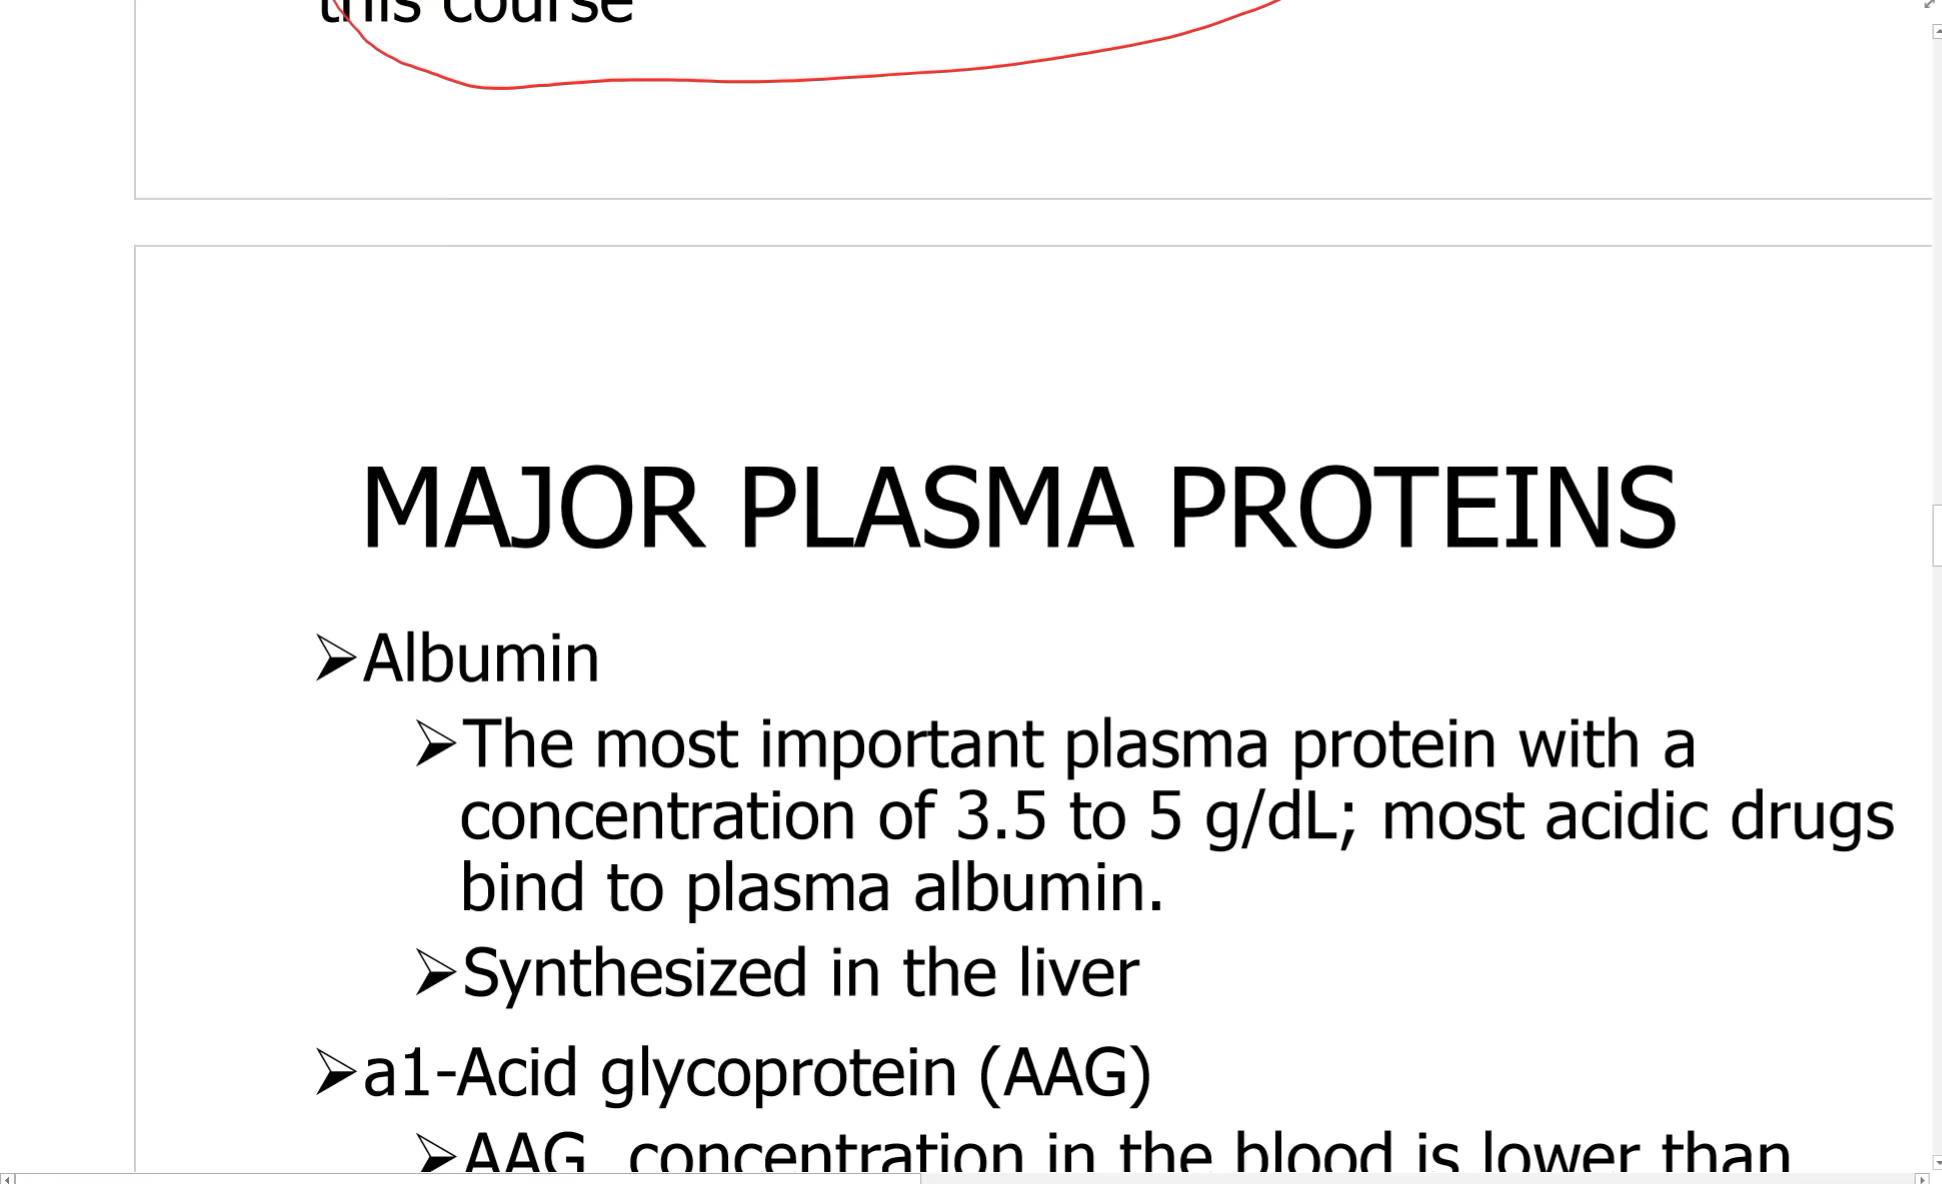 this course
MAJOR PLASMA PROTEINS
Albumin
The most important plasma protein with a
concentration of 3.5 to 5 g/dL; most acidic drugs
bind to plasma albumin.
Synthesized in the liver
a1-Acid glycoprotein (AAG)
AAG concentration in the blood is lower than